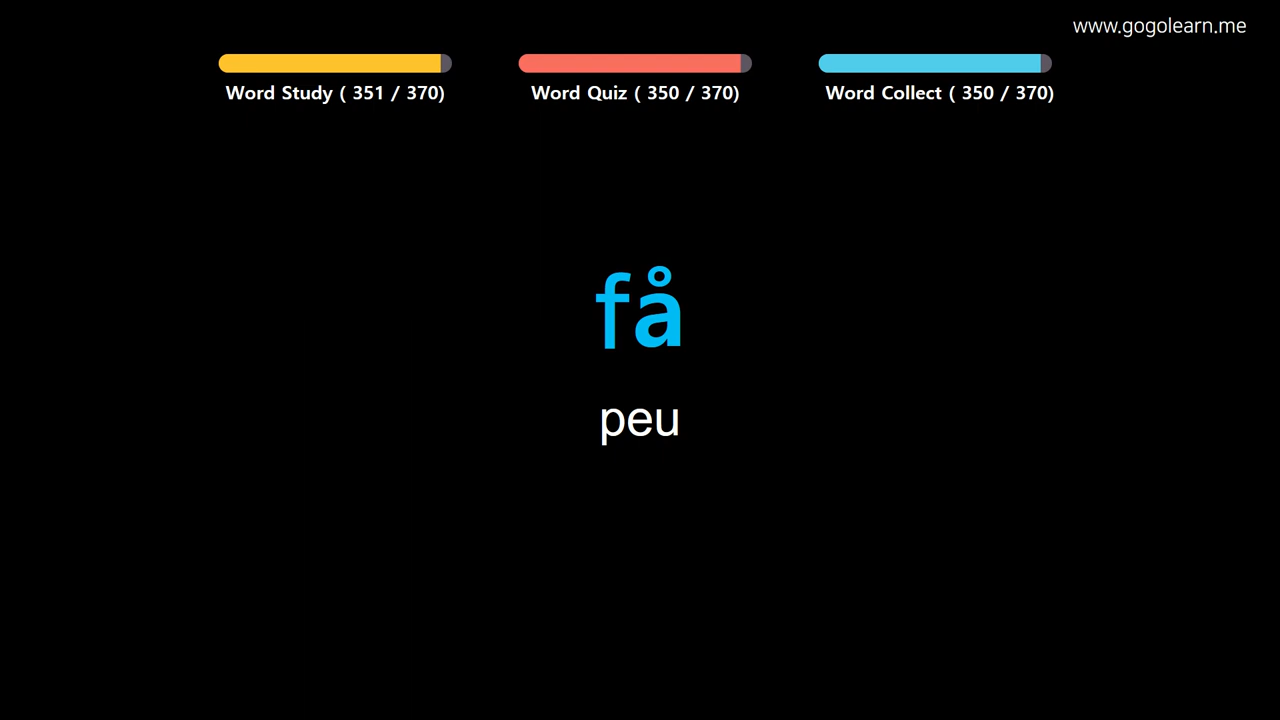 www.gogolearn.me
Word Study ( 351 / 370)
Word Quiz ( 350 / 370)
Word Collect ( 350 / 370)
få
peu